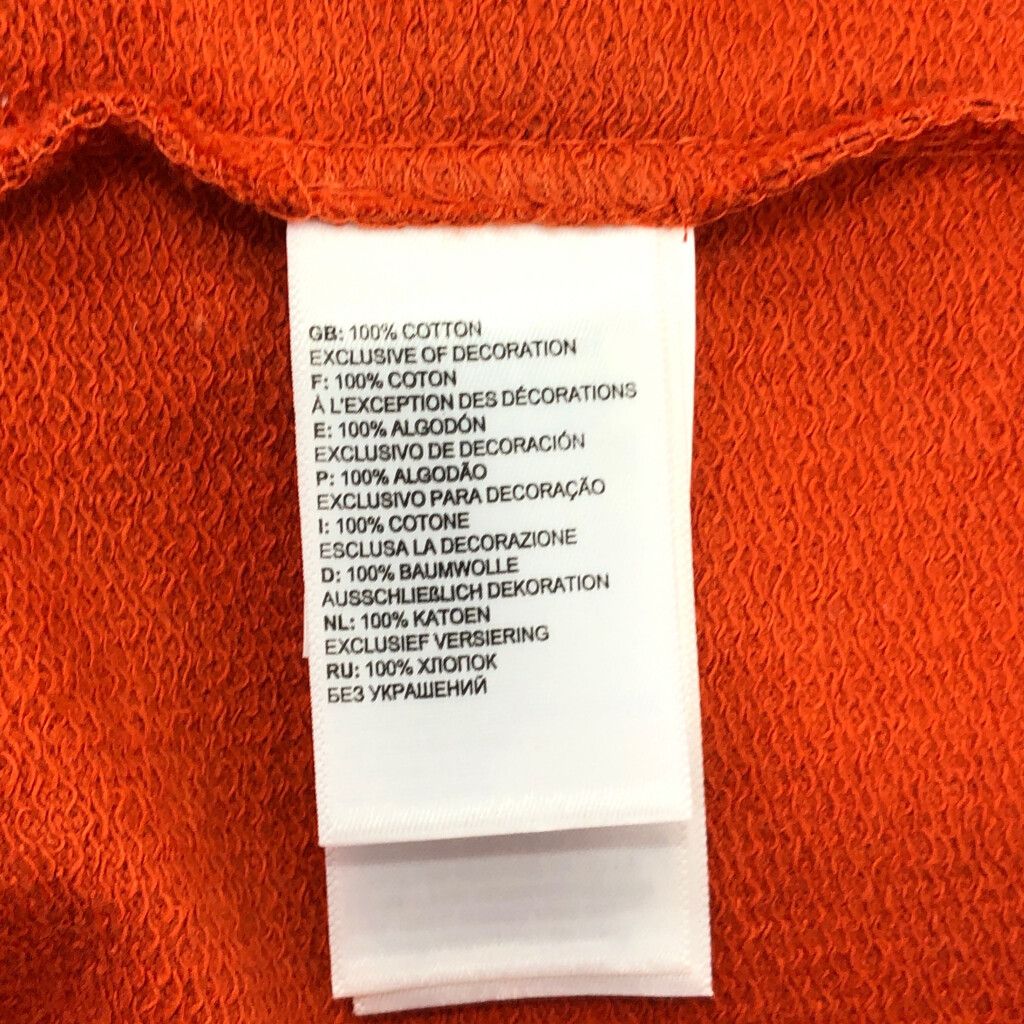 GB: 100% COTTON
EXCLUSIVE OF DECORATION
F: 100% COTON
À L'EXCEPTION DES DÉCORATIONS
E: 100% ALGODÓN
EXCLUSIVO DE DECORACIÓN
P: 100% ALGODÃO
EXCLUSIVO PARA DECORAÇÃO
I: 100% COTONE
ESCLUSA LA DECORAZIONE
D: 100% BAUMWOLLE
AUSSCHLIEßLICH DEKORATION
NL: 100% KATOEN
EXCLUSIEF VERSIERING
RU: 100% ХЛОПОК
БЕЗ УКРАШЕНИЙ